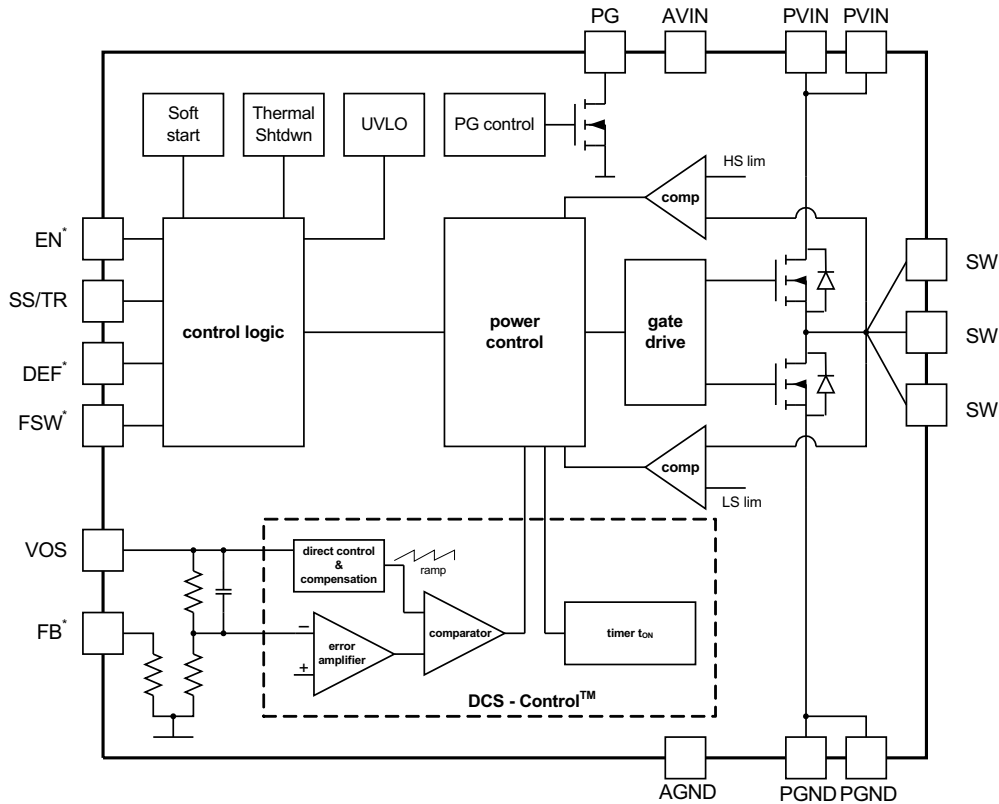 PG
AVIN
PVIN
PVIN
Soft
start
Thermal
Shtdwn
UVLO
PG control
HS lim
comp
EN*
SS/TR
DEF*
FSW*
control logic
power
control
gate
drive
SW
SW
SW
comp
LS lim
VOS
FB*
direct control
&
compensation
ramp
−
+
error
amplifier
comparator
timer tON
DCS - Control™
AGND
PGND
PGND